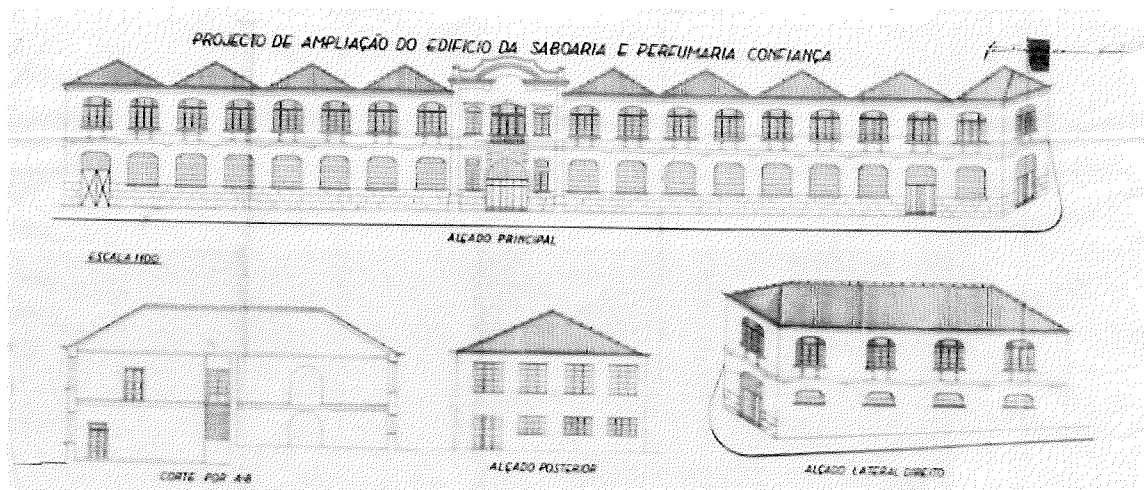 PROJECTO DE AMPLIAÇÃO DO EDIFICIO DA SABOARIA E PERFUMARIA CONFIANÇA
ALÇADO PRINCIPAL
ESCALA 1:100
CORTE POR A-B
ALÇADO POSTERIOR
ALÇADO LATERAL DIREITO